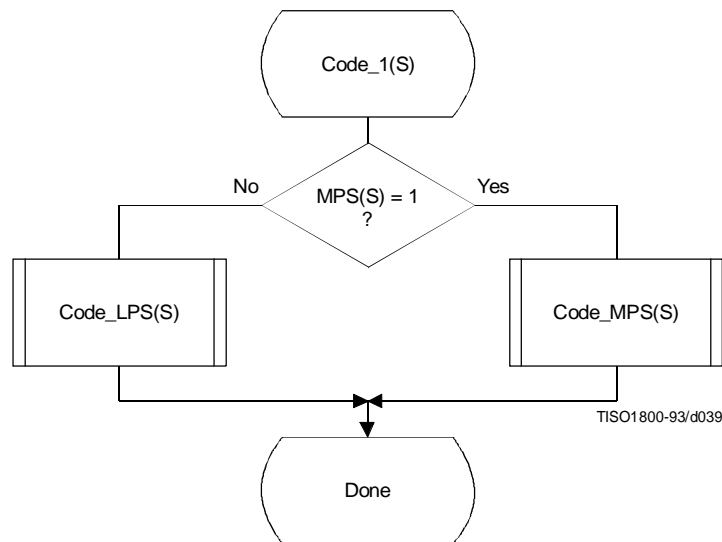 Code_1(S)
No
MPS(S) = 1
?
Yes
Code_LPS(S)
Code_MPS(S)
TISO1800-93/d039
Done